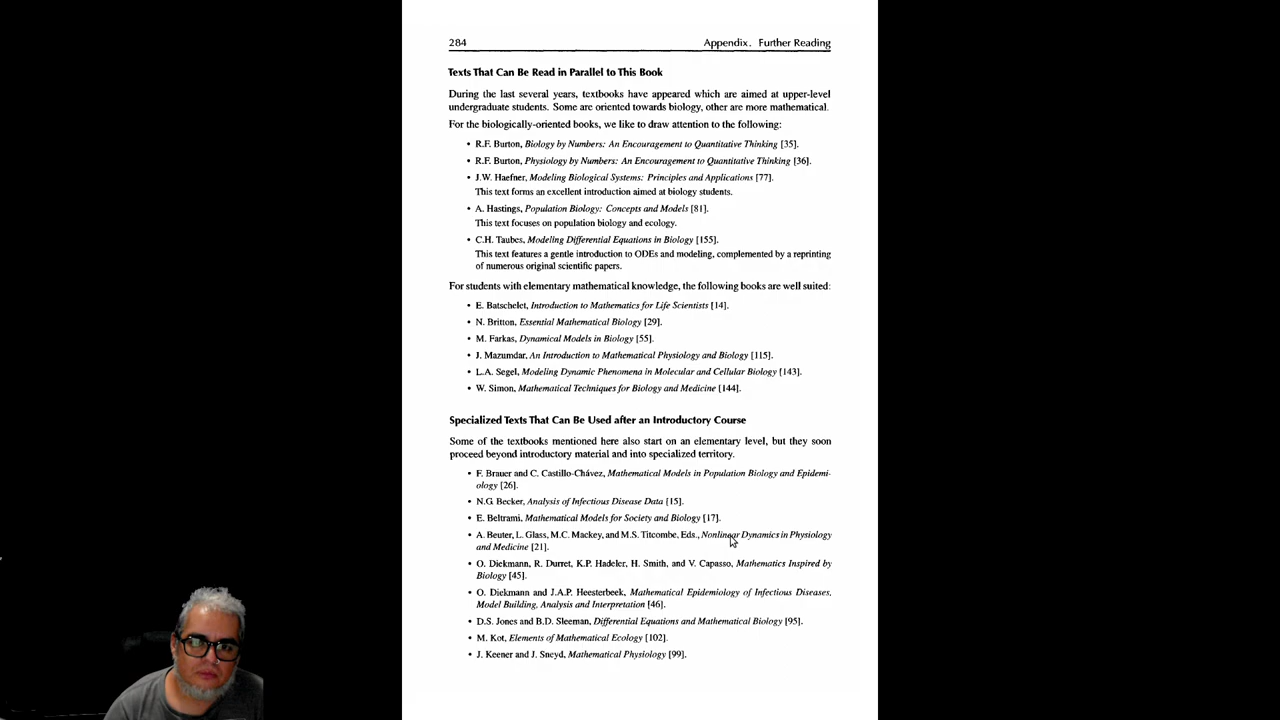 284 Appendix. Further Reading
Texts That Can Be Read in Parallel to This Book
During the last several years, textbooks have appeared which are aimed at upper-level
undergraduate students. Some are oriented towards biology, other are more mathematical.
For the biologically-oriented books, we like to draw attention to the following:
• R.F. Burton, Biology by Numbers: An Encouragement to Quantitative Thinking [35].
• R.F. Burton, Physiology by Numbers: An Encouragement to Quantitative Thinking [36].
• J.W. Haefner, Modeling Biological Systems: Principles and Applications [77].
This text forms an excellent introduction aimed at biology students.
• A. Hastings, Population Biology: Concepts and Models [81].
This text focuses on population biology and ecology.
• C.H. Taubes, Modeling Differential Equations in Biology [155].
This text features a gentle introduction to ODEs and modeling, complemented by a reprinting
of numerous original scientific papers.
For students with elementary mathematical knowledge, the following books are well suited:
• E. Batschelet, Introduction to Mathematics for Life Scientists [14].
• N. Britton, Essential Mathematical Biology [29].
• M. Farkas, Dynamical Models in Biology [55].
• J. Mazumdar, An Introduction to Mathematical Physiology and Biology [115].
• L.A. Segel, Modeling Dynamic Phenomena in Molecular and Cellular Biology [143].
• W. Simon, Mathematical Techniques for Biology and Medicine [144].
Specialized Texts That Can Be Used after an Introductory Course
Some of the textbooks mentioned here also start on an elementary level, but they soon
proceed beyond introductory material and into specialized territory.
• F. Brauer and C. Castillo-Chávez, Mathematical Models in Population Biology and Epidemi-
ology [26].
• N.G. Becker, Analysis of Infectious Disease Data [15].
• E. Beltrami, Mathematical Models for Society and Biology [17].
• A. Beuter, L. Glass, M.C. Mackey, and M.S. Titcombe, Eds., Nonlinear Dynamics in Physiology
and Medicine [21].
• O. Diekmann, R. Durret, K.P. Hadeler, H. Smith, and V. Capasso, Mathematics Inspired by
Biology [45].
• O. Diekmann and J.A.P. Heesterbeek, Mathematical Epidemiology of Infectious Diseases,
Model Building, Analysis and Interpretation [46].
• D.S. Jones and B.D. Sleeman, Differential Equations and Mathematical Biology [95].
• M. Kot, Elements of Mathematical Ecology [102].
• J. Keener and J. Sneyd, Mathematical Physiology [99].